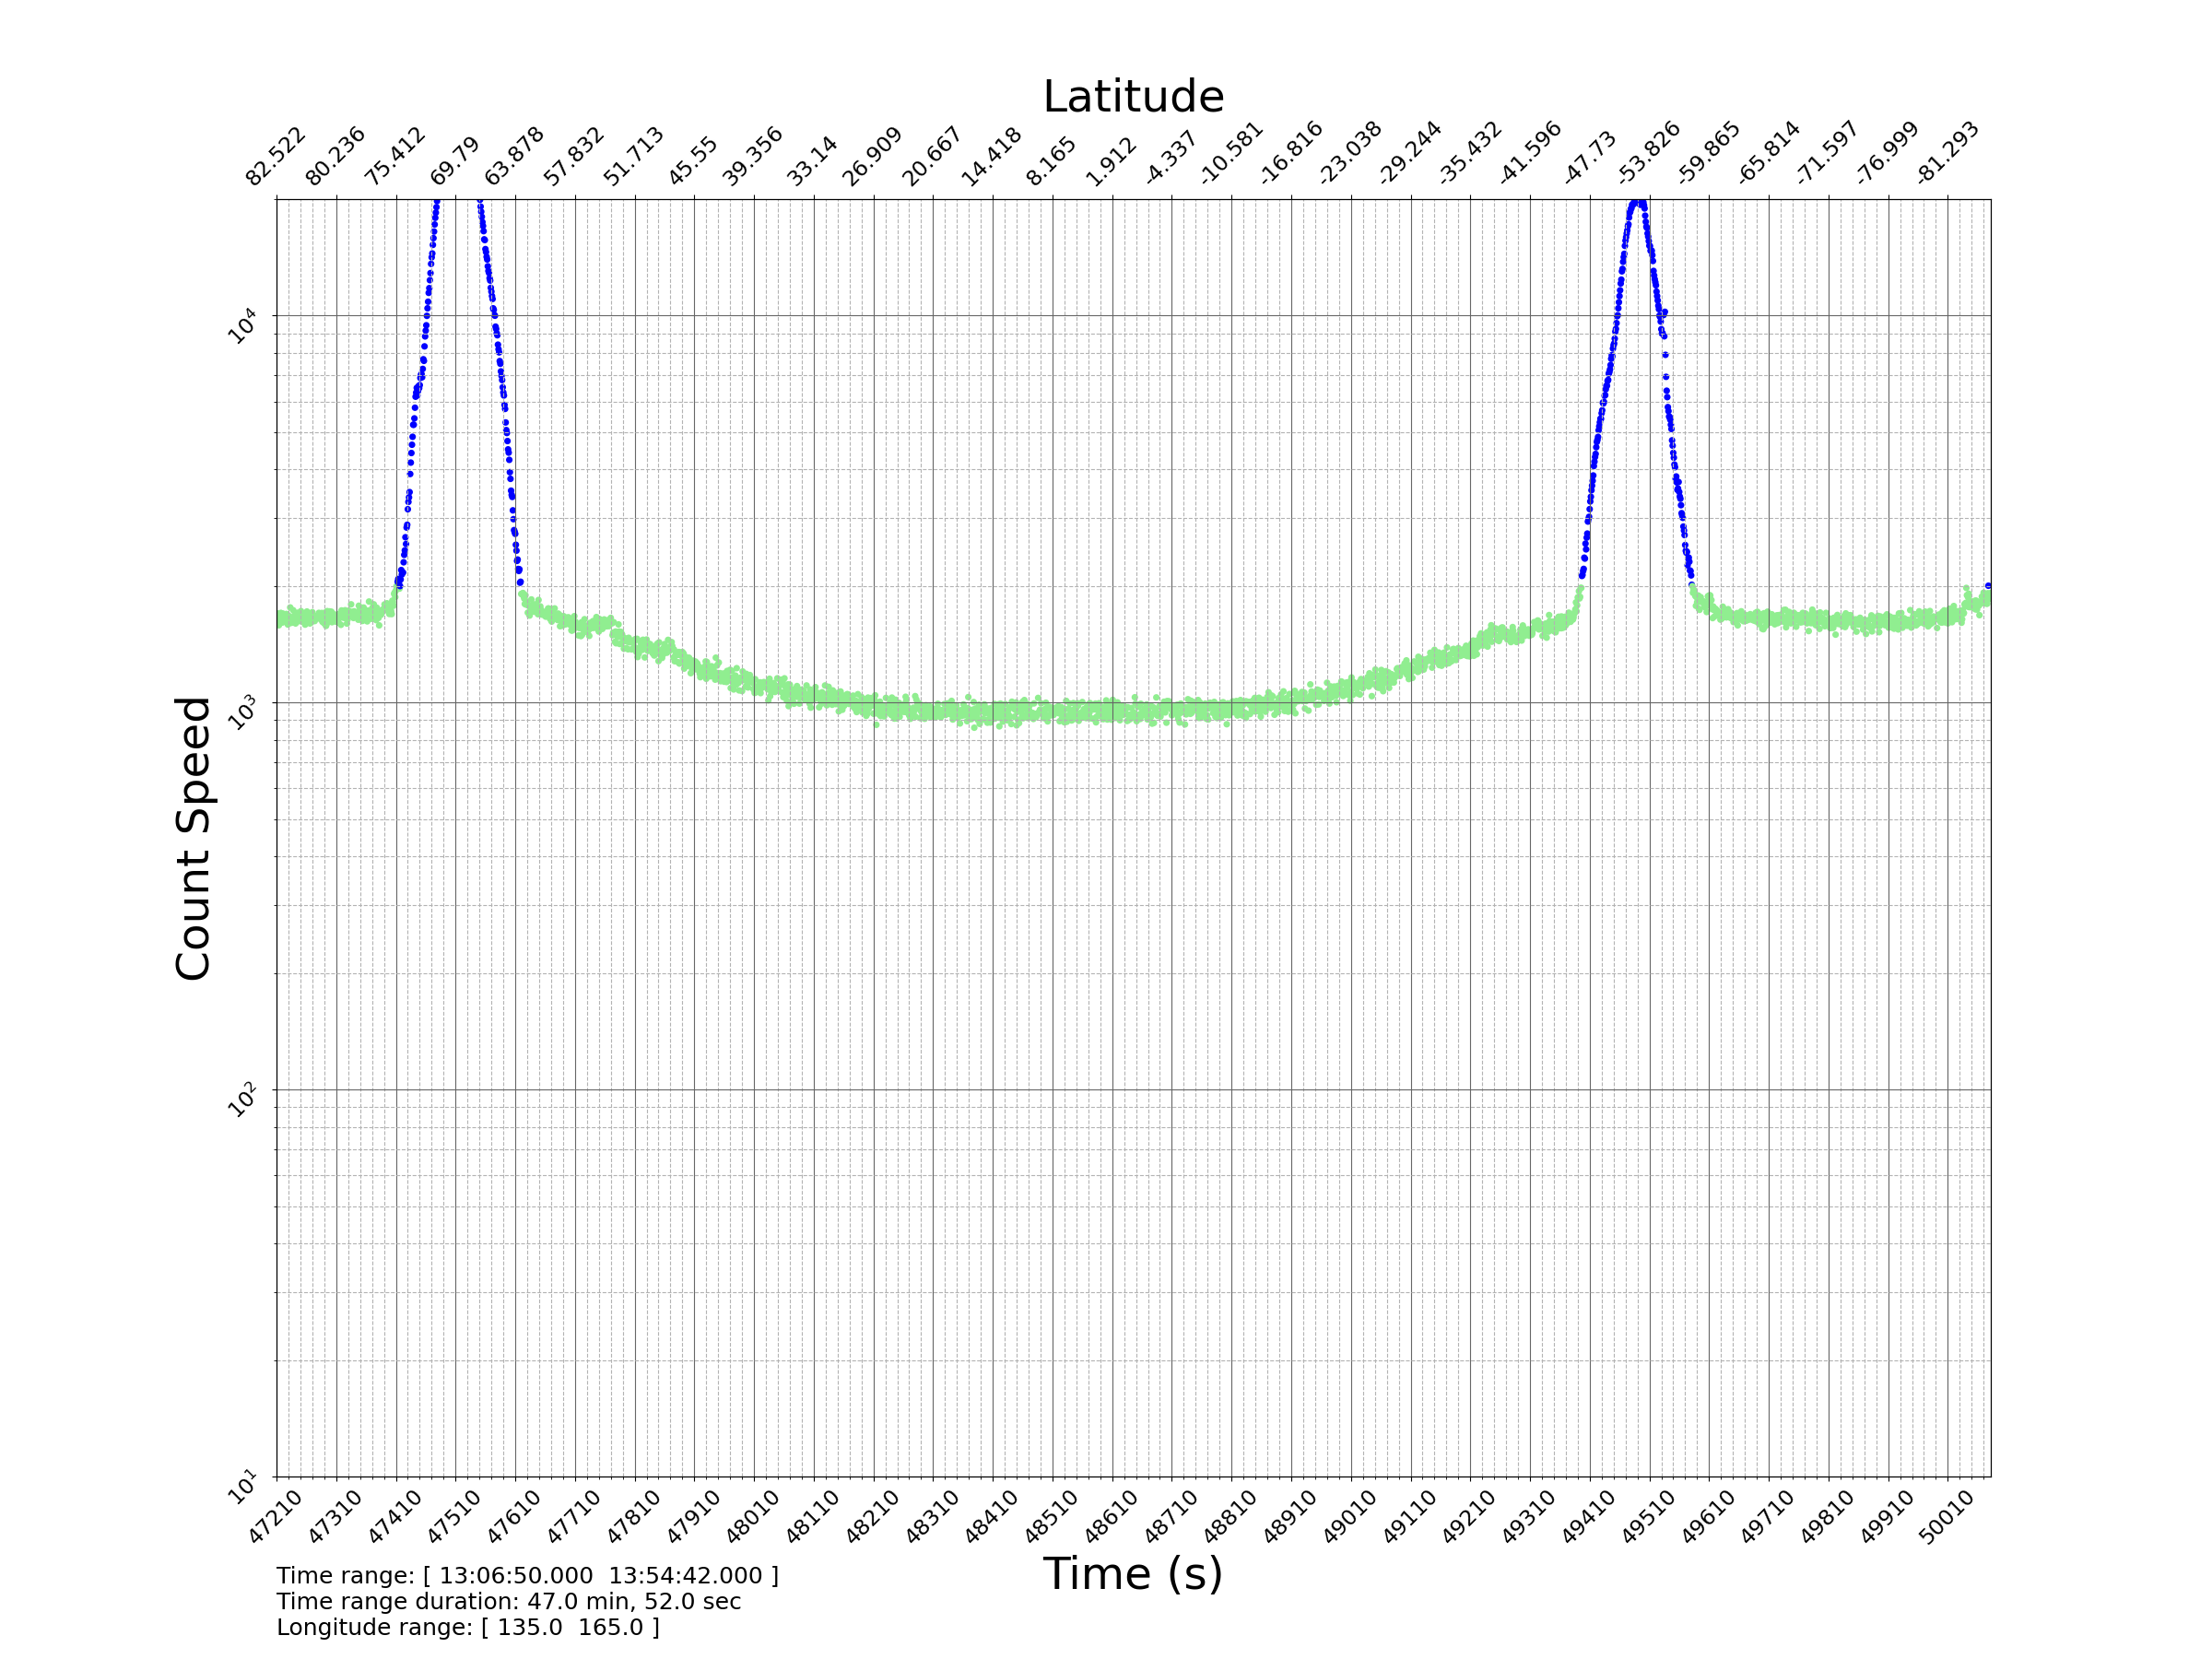 Latitude
82.522 80.236 75.412 69.79 63.878 57.832 51.713 45.55 39.356 33.14 26.909 20.667 14.418 8.165 1.912 -4.337 -10.581 -16.816 -23.038 -29.244 -35.432 -41.596 -47.73 -53.826 -59.865 -65.814 -71.597 -76.999 -81.293
Count Speed
10⁴
10³
10²
10¹
47210 47310 47410 47510 47610 47710 47810 47910 48010 48110 48210 48310 48410 48510 48610 48710 48810 48910 49010 49110 49210 49310 49410 49510 49610 49710 49810 49910 50010
Time (s)
Time range: [ 13:06:50.000  13:54:42.000 ]
Time range duration: 47.0 min, 52.0 sec
Longitude range: [ 135.0  165.0 ]